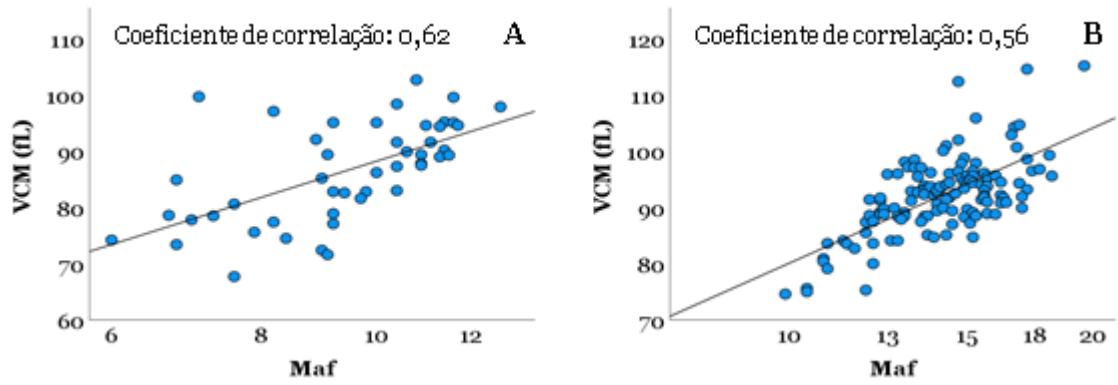 Coeficiente de correlação: 0,62 A
VCM (fL)
110
100
90
80
70
60
6 8 10 12
Maf
Coeficiente de correlação: 0,56 B
VCM (fL)
120
110
100
90
80
70
10 13 15 18 20
Maf